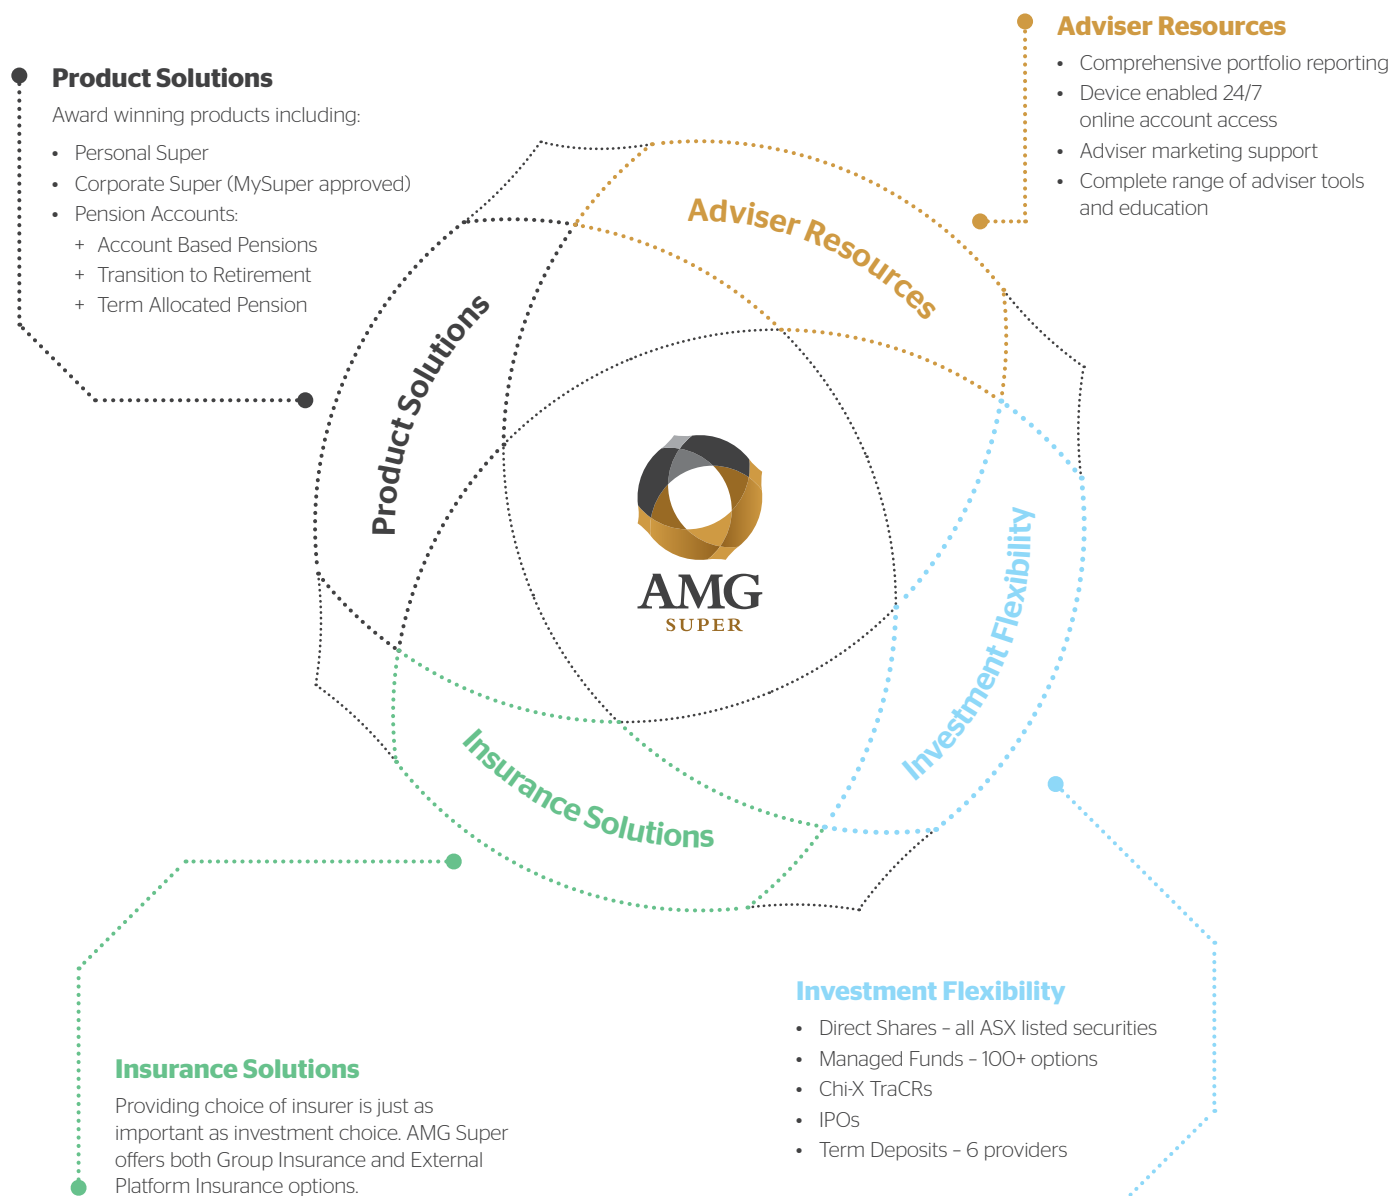 Adviser Resources
• Comprehensive portfolio reporting
• Device enabled 24/7
online account access
• Adviser marketing support
• Complete range of adviser tools
and education
Product Solutions
Award winning products including:
• Personal Super
• Corporate Super (MySuper approved)
• Pension Accounts:
+ Account Based Pensions
+ Transition to Retirement
+ Term Allocated Pension
Adviser Resources
Product Solutions
AMG
SUPER
Investment Flexibility
Insurance Solutions
Investment Flexibility
• Direct Shares – all ASX listed securities
• Managed Funds – 100+ options
• Chi-X TraCRs
• IPOs
• Term Deposits – 6 providers
Insurance Solutions
Providing choice of insurer is just as
important as investment choice. AMG Super
offers both Group Insurance and External
Platform Insurance options.